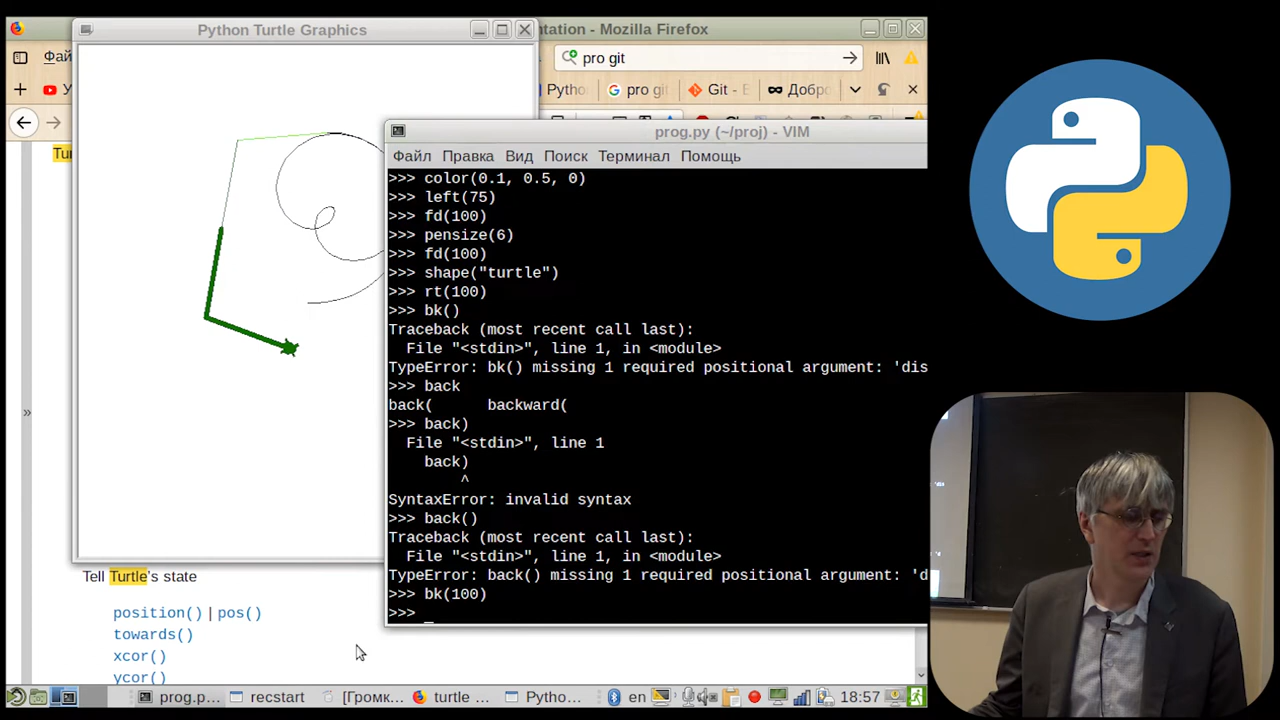 Python Turtle Graphics
ntation - Mozilla Firefox
Фай
pro git
У
Pytho
pro git
Git - E
Доброг
Tur
prog.py (~/proj) - VIM
Файл Правка Вид Поиск Терминал Помощь
>>> color(0.1, 0.5, 0)
>>> left(75)
>>> fd(100)
>>> pensize(6)
>>> fd(100)
>>> shape("turtle")
>>> rt(100)
>>> bk()
Traceback (most recent call last):
  File "<stdin>", line 1, in <module>
TypeError: bk() missing 1 required positional argument: 'dis
>>> back
back(      backward(
>>> back)
  File "<stdin>", line 1
    back)
        ^
SyntaxError: invalid syntax
>>> back()
Traceback (most recent call last):
  File "<stdin>", line 1, in <module>
TypeError: back() missing 1 required positional argument: 'd
>>> bk(100)
>>> _
»
Tell Turtle's state
position() | pos()
towards()
xcor()
ycor()
prog.p...
recstart
[Громк...
turtle ...
Pytho...
en
18:57